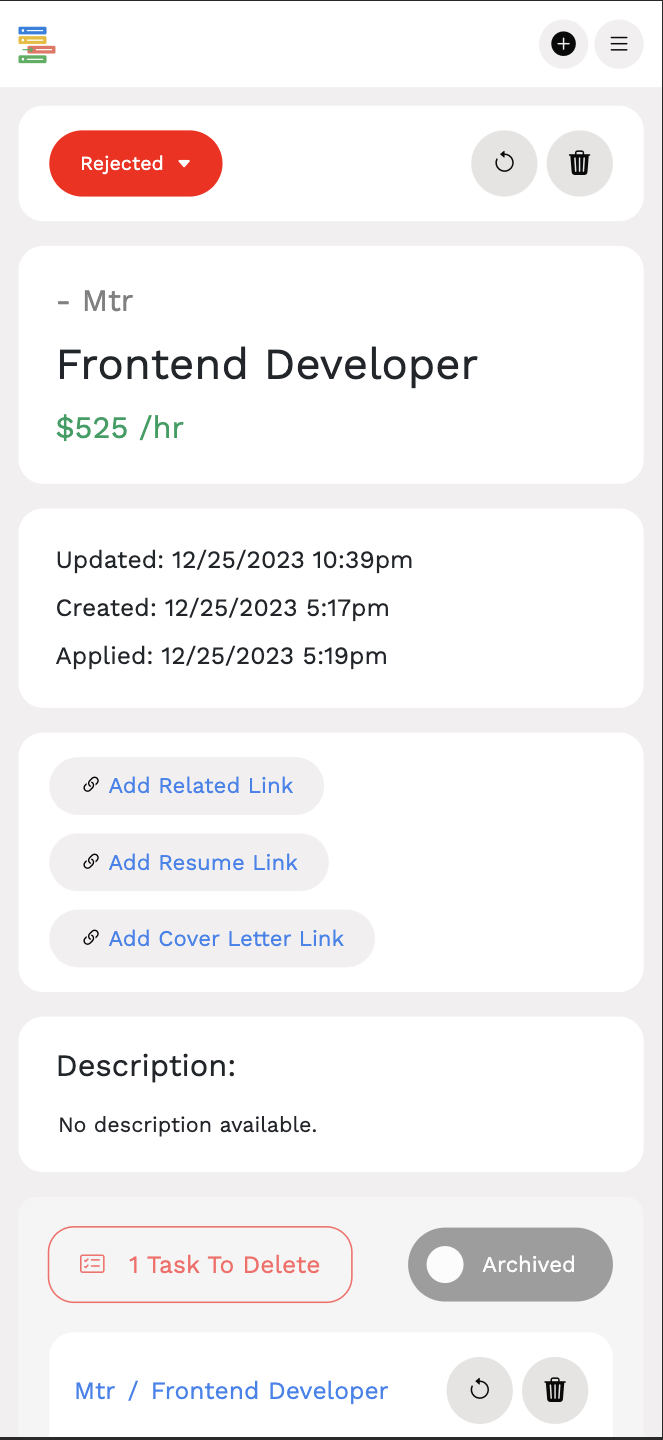 Rejected
- Mtr
Frontend Developer
$525 /hr
Updated: 12/25/2023 10:39pm
Created: 12/25/2023 5:17pm
Applied: 12/25/2023 5:19pm
Add Related Link
Add Resume Link
Add Cover Letter Link
Description:
No description available.
1 Task To Delete
Archived
Mtr / Frontend Developer